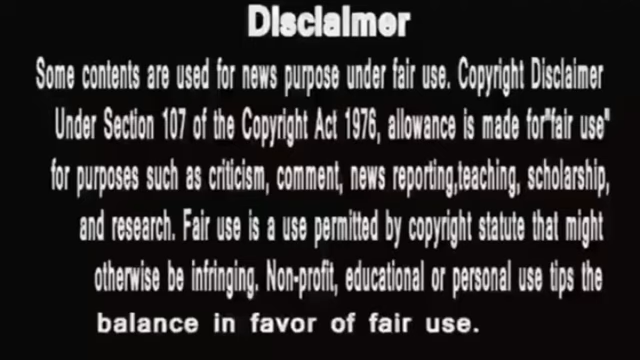 Disclaimer
Some contents are used for news purpose under fair use. Copyright Disclaimer
Under Section 107 of the Copyright Act 1976, allowance is made for"fair use"
for purposes such as criticism, comment, news reporting,teaching, scholarship,
and research. Fair use is a use permitted by copyright statute that might
otherwise be infringing. Non-profit, educational or personal use tips the
balance in favor of fair use.